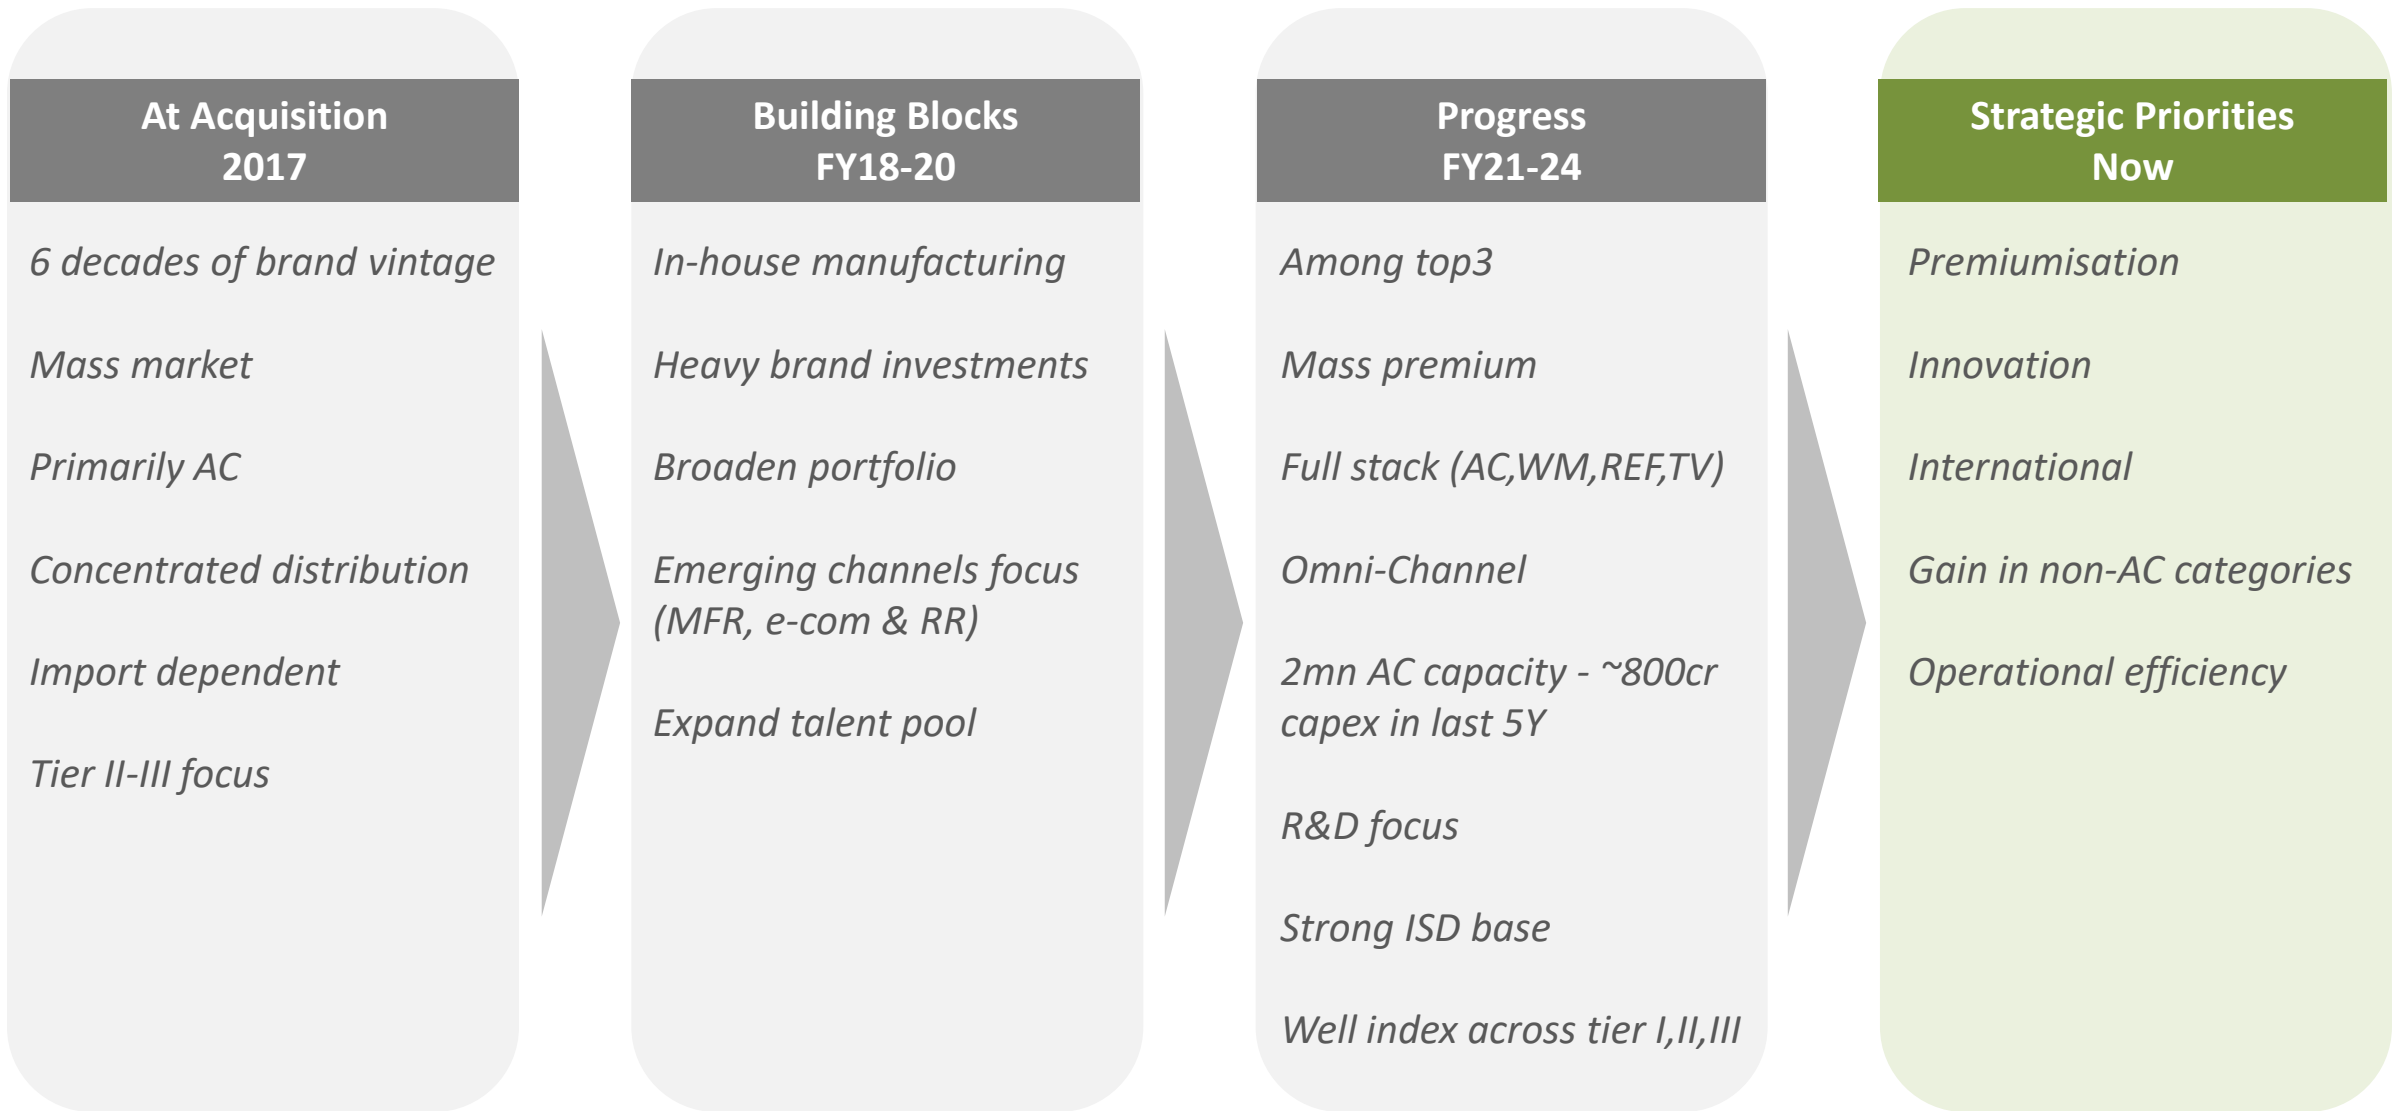 At Acquisition
2017
6 decades of brand vintage
Mass market
Primarily AC
Concentrated distribution
Import dependent
Tier II-III focus
Building Blocks
FY18-20
In-house manufacturing
Heavy brand investments
Broaden portfolio
Emerging channels focus
(MFR, e-com & RR)
Expand talent pool
Progress
FY21-24
Among top3
Mass premium
Full stack (AC,WM,REF,TV)
Omni-Channel
2mn AC capacity - ~800cr
capex in last 5Y
R&D focus
Strong ISD base
Well index across tier I,II,III
Strategic Priorities
Now
Premiumisation
Innovation
International
Gain in non-AC categories
Operational efficiency